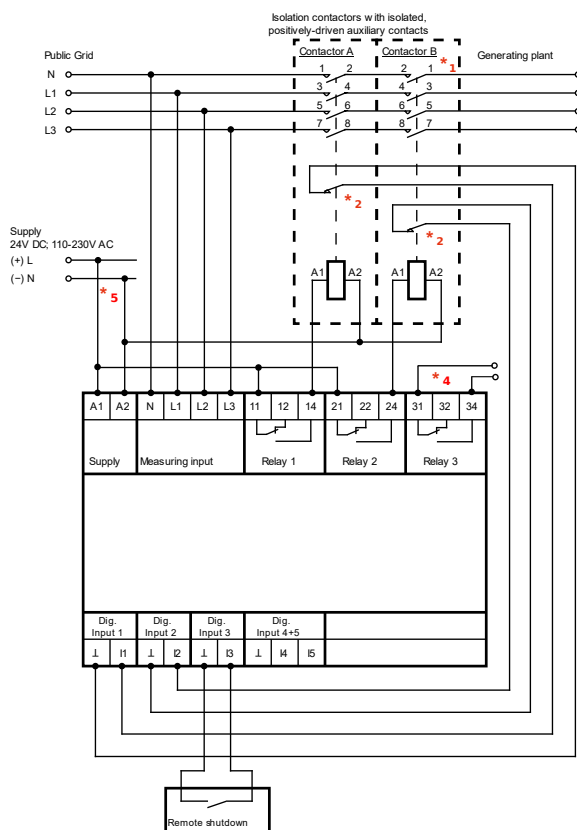 Isolation contactors with isolated,
positively-driven auxiliary contacts
Public Grid
Contactor A
Contactor B
Generating plant
N
1 2
2 1
*1
L1
3 4
4 3
L2
5 6
6 5
L3
7 8
8 7
*2
*2
Supply
24V DC; 110-230V AC
(+) L
(−) N
*5
A1 A2
A1 A2
*4
A1 A2 N L1 L2 L3 11 12 14 21 22 24 31 32 34
Supply
Measuring input
Relay 1
Relay 2
Relay 3
Dig.
Input 1
Dig.
Input 2
Dig.
Input 3
Dig.
Input 4+5
⊥ I1 ⊥ I2 ⊥ I3 ⊥ I4 I5
Remote shutdown